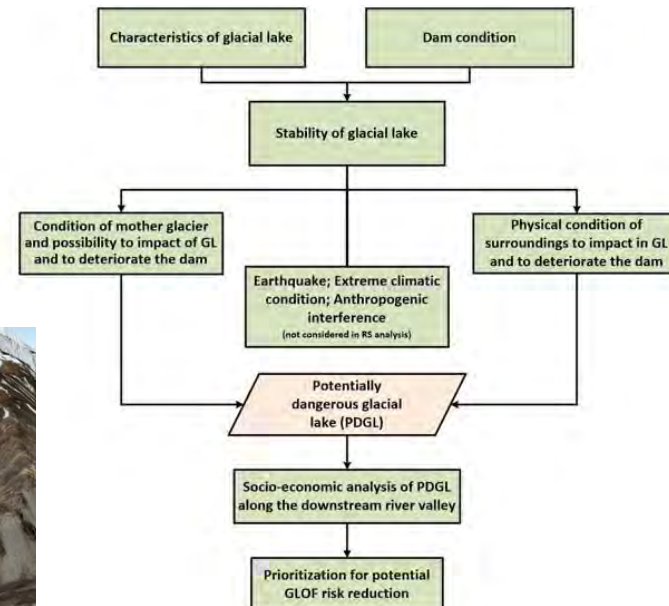 Characteristics of glacial lake
Dam condition
Stability of glacial lake
Condition of mother glacier
and possibility to impact of GL
and to deteriorate the dam
Earthquake; Extreme climatic
condition; Anthropogenic
interference
(not considered in RS analysis)
Physical condition of
surroundings to impact in GL
and to deteriorate the dam
Potentially
dangerous glacial
lake (PDGL)
Socio-economic analysis of PDGL
along the downstream river valley
Prioritization for potential
GLOF risk reduction